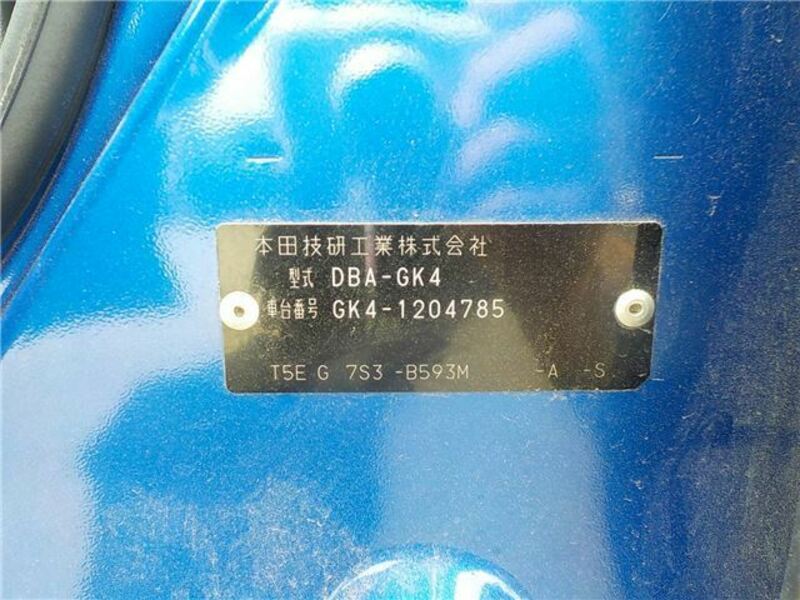 本田技研工業株式会社
型式 DBA-GK4
車台番号 GK4-1204785
T5E G 7S3 -B593M -A -S